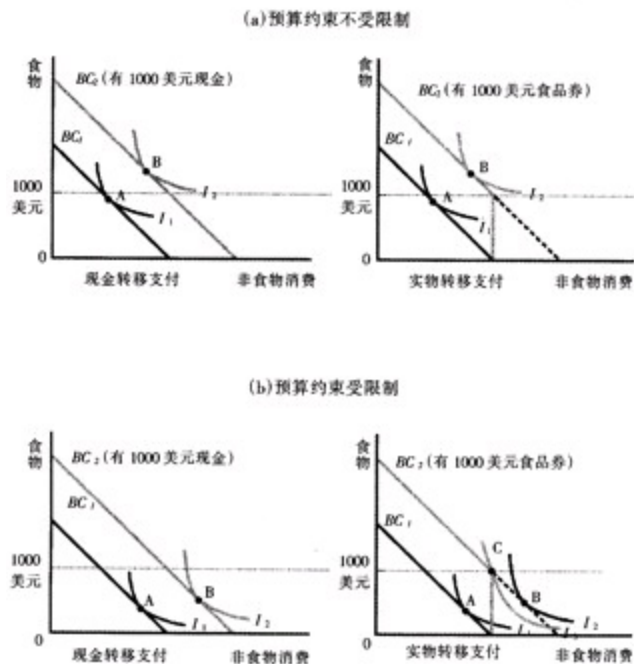 (a)预算约束不受限制
食物
BC₂(有 1000 美元现金)
BC₁
B
1000
美元
A
I₂
I₁
0
现金转移支付
非食物消费
食物
BC₂(有 1000 美元食品券)
BC₁
B
1000
美元
A
I₂
I₁
0
实物转移支付
非食物消费
(b)预算约束受限制
食物
BC₂(有 1000 美元现金)
BC₁
1000
美元
A
B
I₁
I₂
0
现金转移支付
非食物消费
食物
BC₂(有 1000 美元食品券)
BC₁
C
1000
美元
A
B
I₂
0
实物转移支付
非食物消费